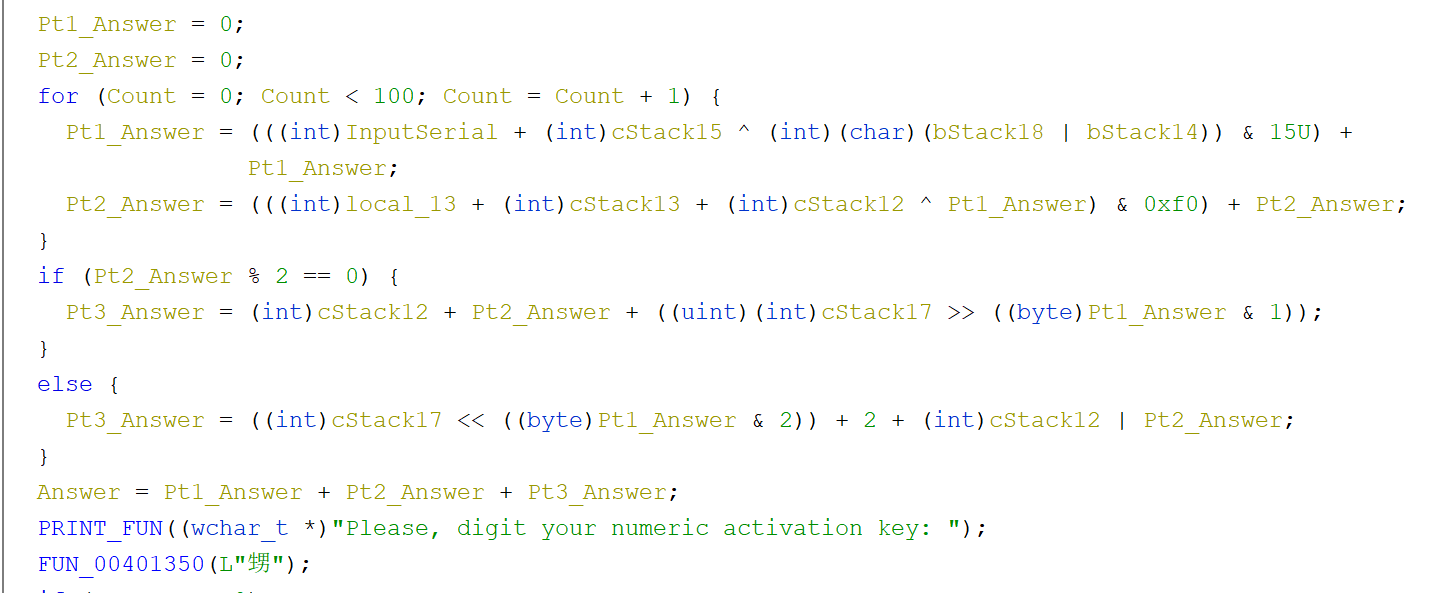 Pt1_Answer = 0;
Pt2_Answer = 0;
for (Count = 0; Count < 100; Count = Count + 1) {
Pt1_Answer = (((int)InputSerial + (int)cStack15 ^ (int)(char)(bStack18 | bStack14)) & 15U) +
Pt1_Answer;
Pt2_Answer = (((int)local_13 + (int)cStack13 + (int)cStack12 ^ Pt1_Answer) & 0xf0) + Pt2_Answer;
}
if (Pt2_Answer % 2 == 0) {
Pt3_Answer = (int)cStack12 + Pt2_Answer + ((uint)(int)cStack17 >> ((byte)Pt1_Answer & 1));
}
else {
Pt3_Answer = ((int)cStack17 << ((byte)Pt1_Answer & 2)) + 2 + (int)cStack12 | Pt2_Answer;
}
Answer = Pt1_Answer + Pt2_Answer + Pt3_Answer;
PRINT_FUN((wchar_t *)"Please, digit your numeric activation key: ");
FUN_00401350(L"甥");